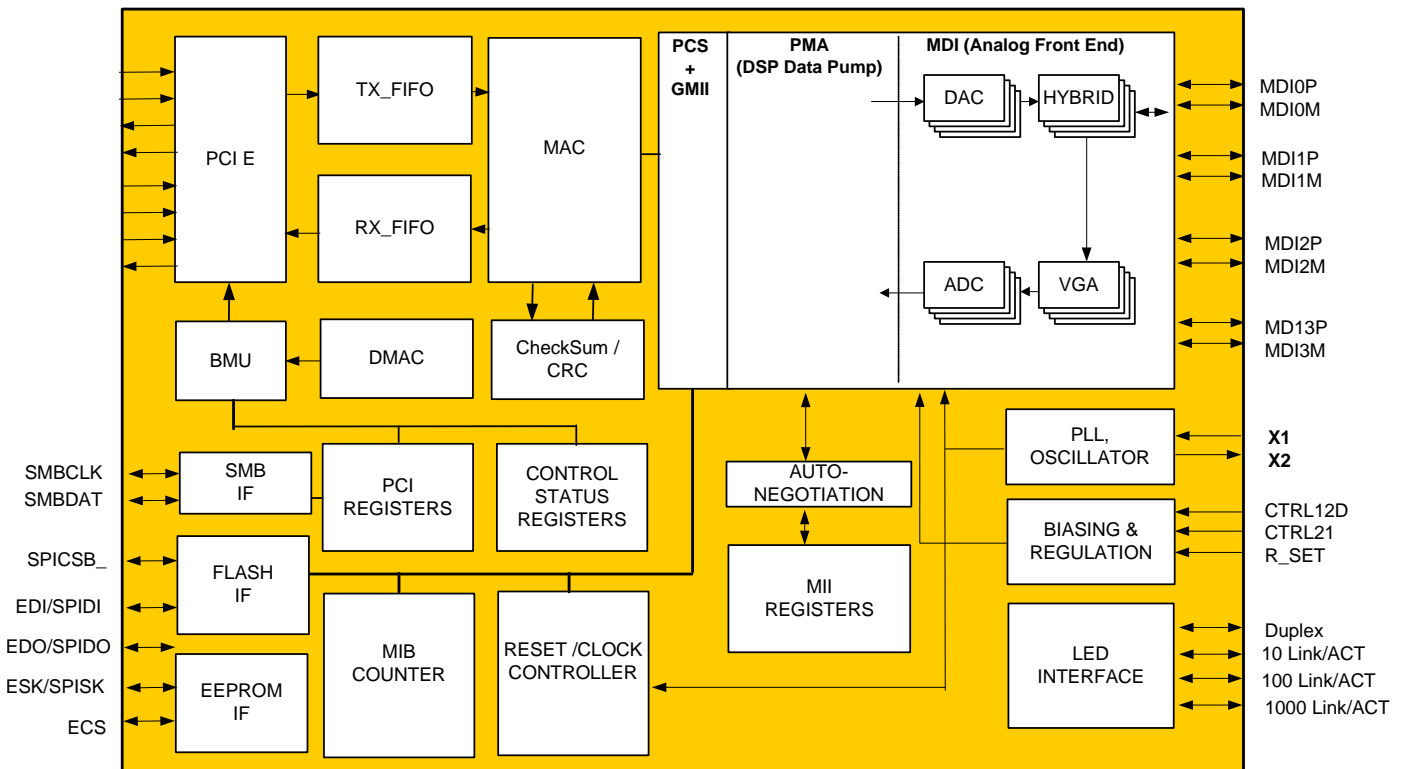 PCI E
TX_FIFO
RX_FIFO
MAC
PCS
+
GMII
PMA
(DSP Data Pump)
MDI (Analog Front End)
DAC
HYBRID
ADC
VGA
MDI0P
MDI0M
MDI1P
MDI1M
MDI2P
MDI2M
MD13P
MDI3M
BMU
DMAC
CheckSum /
CRC
SMBCLK
SMBDAT
SMB
IF
PCI
REGISTERS
CONTROL
STATUS
REGISTERS
AUTO-
NEGOTIATION
PLL,
OSCILLATOR
X1
X2
BIASING &
REGULATION
CTRL12D
CTRL21
R_SET
SPICSB_
EDI/SPIDI
EDO/SPIDO
ESK/SPISK
ECS
FLASH
IF
EEPROM
IF
MIB
COUNTER
RESET /CLOCK
CONTROLLER
MII
REGISTERS
LED
INTERFACE
Duplex
10 Link/ACT
100 Link/ACT
1000 Link/ACT